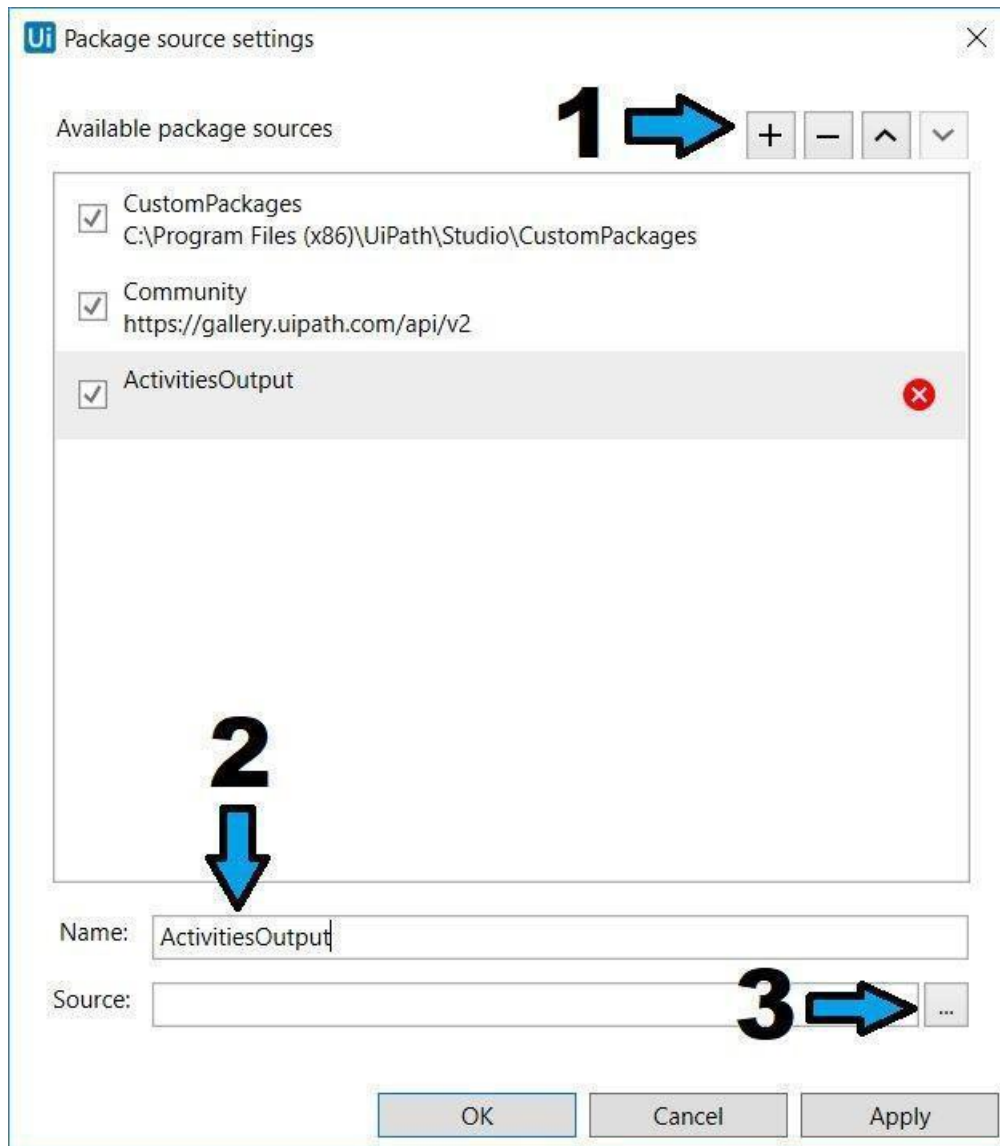 Ui Package source settings
Available package sources
1
CustomPackages
C:\Program Files (x86)\UiPath\Studio\CustomPackages
Community
https://gallery.uipath.com/api/v2
ActivitiesOutput
2
Name: ActivitiesOutput
Source:
3
...
OK Cancel Apply